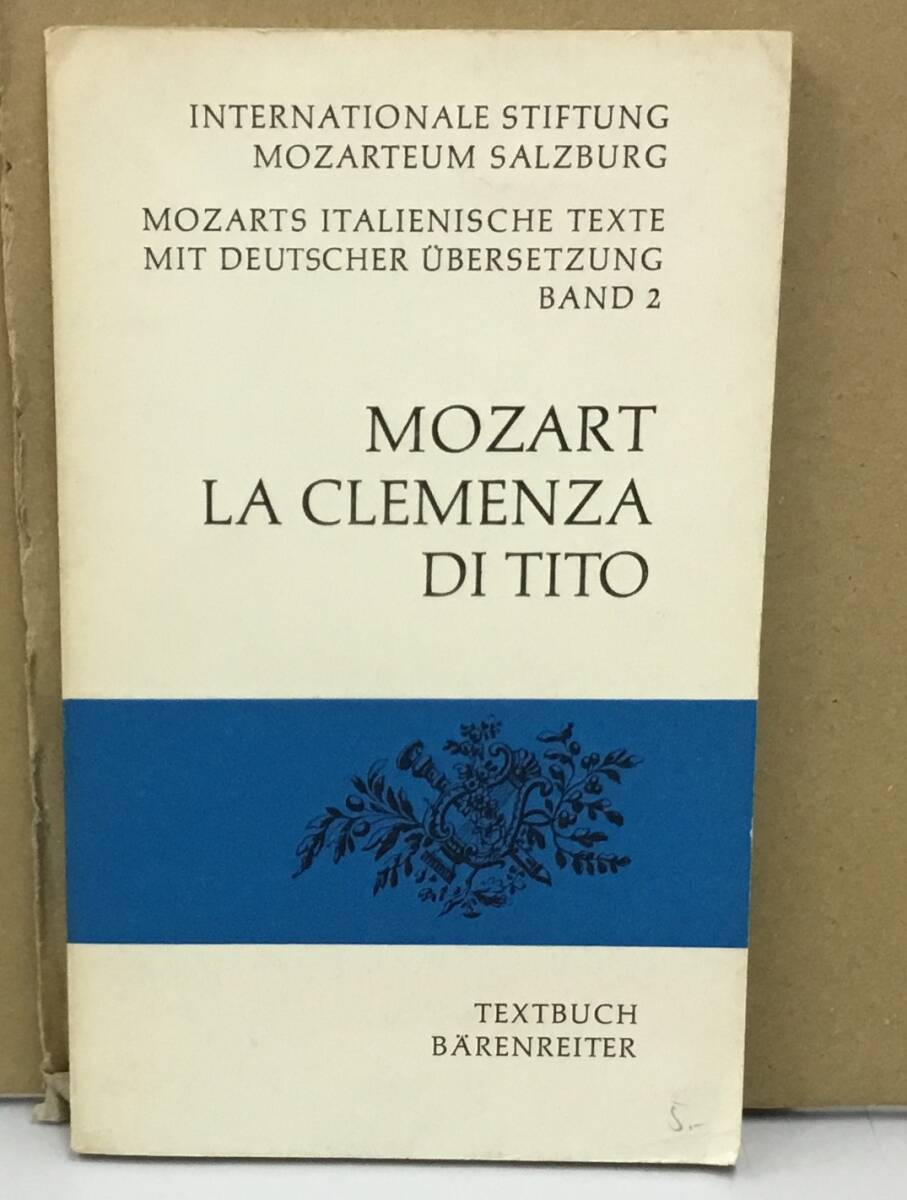 INTERNATIONALE STIFTUNG
MOZARTEUM SALZBURG
MOZARTS ITALIENISCHE TEXTE
MIT DEUTSCHER ÜBERSETZUNG
BAND 2
MOZART
LA CLEMENZA
DI TITO
TEXTBUCH
BÄRENREITER
5.-